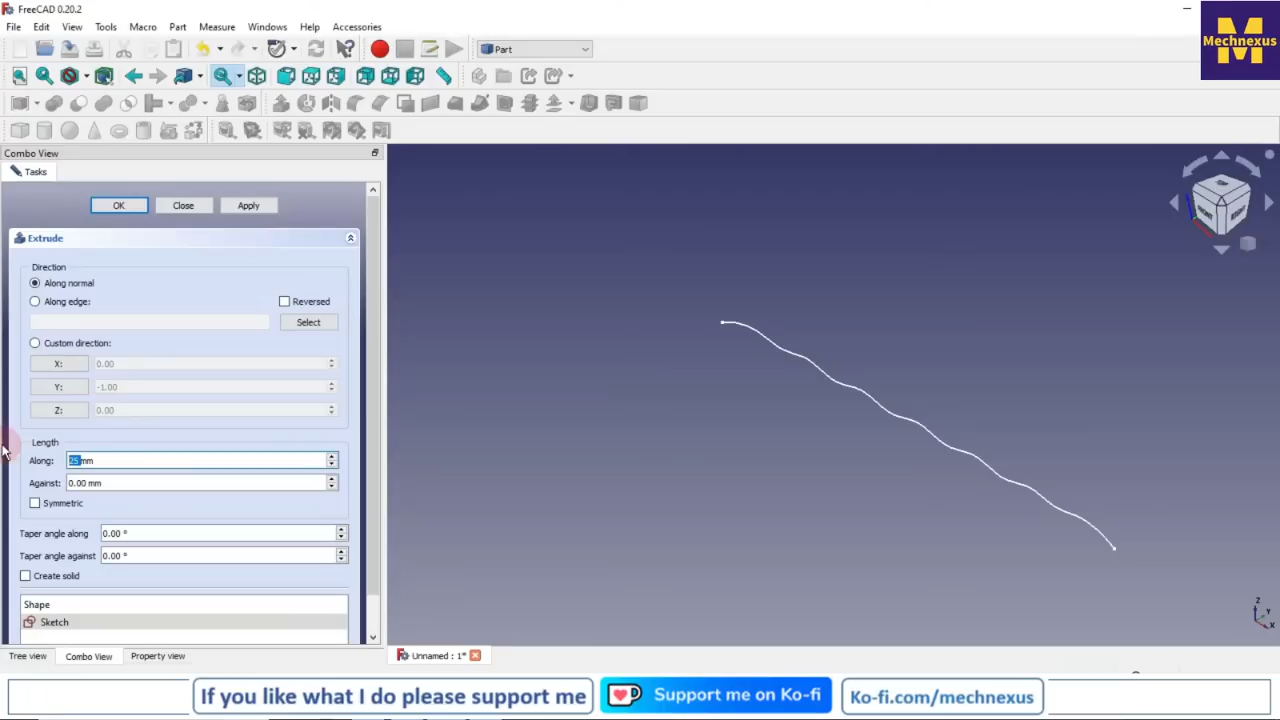 FreeCAD 0.20.2
File Edit View Tools Macro Part Measure Windows Help Accessories
Part
M
Mechnexus
Combo View
Tasks
OK Close Apply
Extrude
Direction
Along normal
Along edge: Reversed
Select
Custom direction:
X: 0.00
Y: -1.00
Z: 0.00
Length
Along: 25 mm
Against: 0.00 mm
Symmetric
Taper angle along 0.00 °
Taper angle against 0.00 °
Create solid
Shape
Sketch
Z
Y
X
Tree view Combo View Property view Unnamed : 1*
If you like what I do please support me Support me on Ko-fi Ko-fi.com/mechnexus